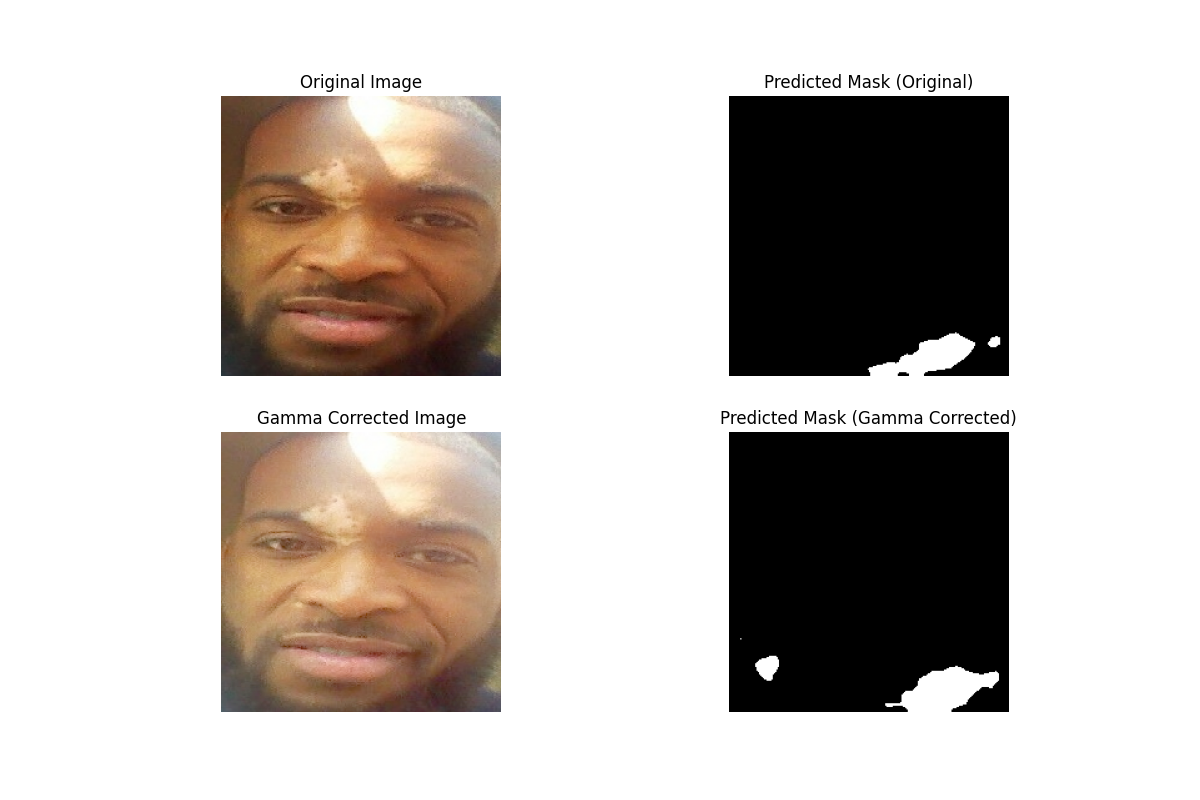 Original Image
Predicted Mask (Original)
Gamma Corrected Image
Predicted Mask (Gamma Corrected)